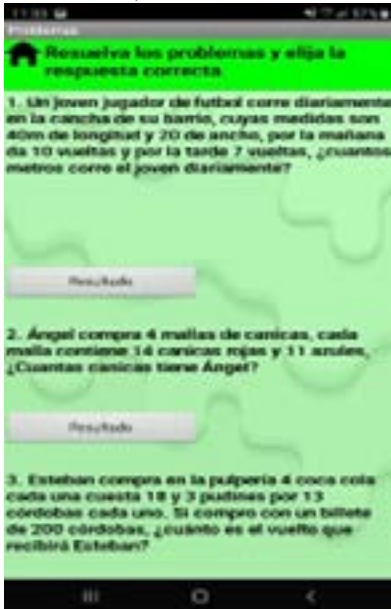 Problemas
Resuelva los problemas y elija la
respuesta correcta
1. Un joven jugador de futbol corre diariamente
en la cancha de su barrio, cuyas medidas son
40m de longitud y 20 de ancho, por la mañana
da 10 vueltas y por la tarde 7 vueltas, ¿cuantos
metros corre el joven diariamente?
Resultado
2. Ángel compra 4 mallas de canicas, cada
malla contiene 14 canicas rojas y 11 azules,
¿Cuantas canicas tiene Ángel?
Resultado
3. Esteban compra en la pulpería 4 coca cola
cada una cuesta 18 y 3 pudines por 13
córdobas cada uno. Si compro con un billete
de 200 córdobas, ¿cuánto es el vuelto que
recibirá Esteban?